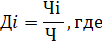 Дi = Чi/Ч, где